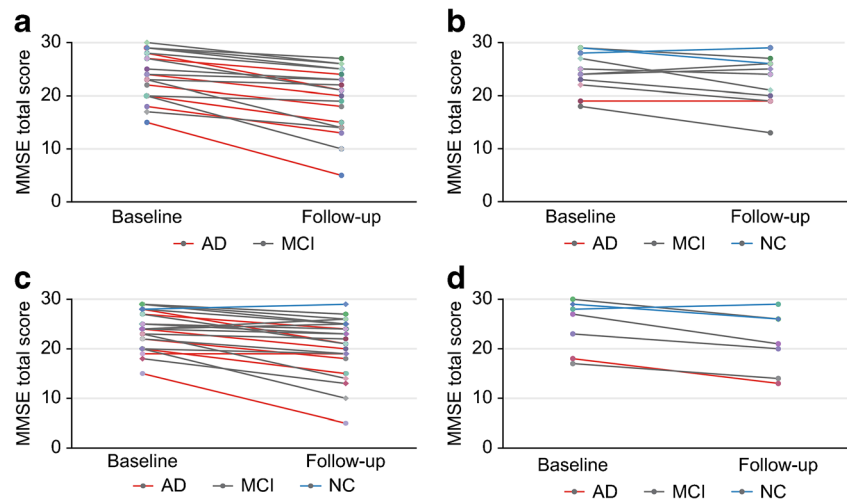 a
MMSE total score
30
20
10
0
Baseline Follow-up
AD MCI
b
MMSE total score
30
20
10
0
Baseline Follow-up
AD MCI NC
c
MMSE total score
30
20
10
0
Baseline Follow-up
AD MCI NC
d
MMSE total score
30
20
10
0
Baseline Follow-up
AD MCI NC